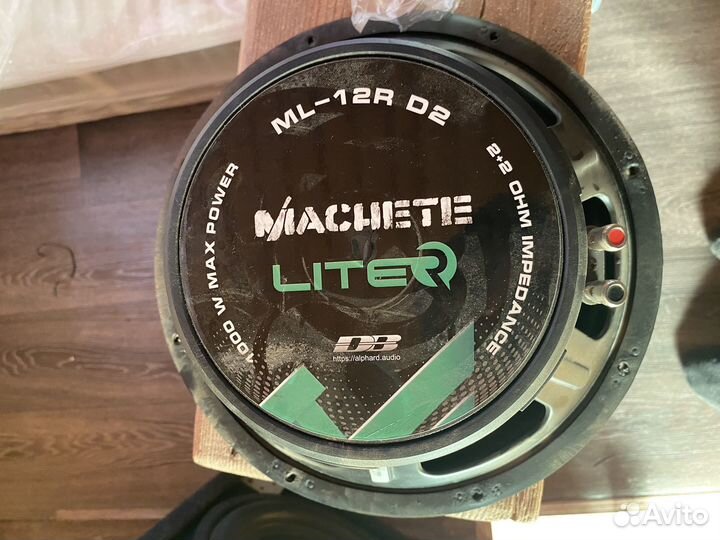 ML-12R D2
1000 W MAX POWER
2+2 OHM IMPEDANCE
MACHETE
LITER
DB
https://alphard.audio
Avito